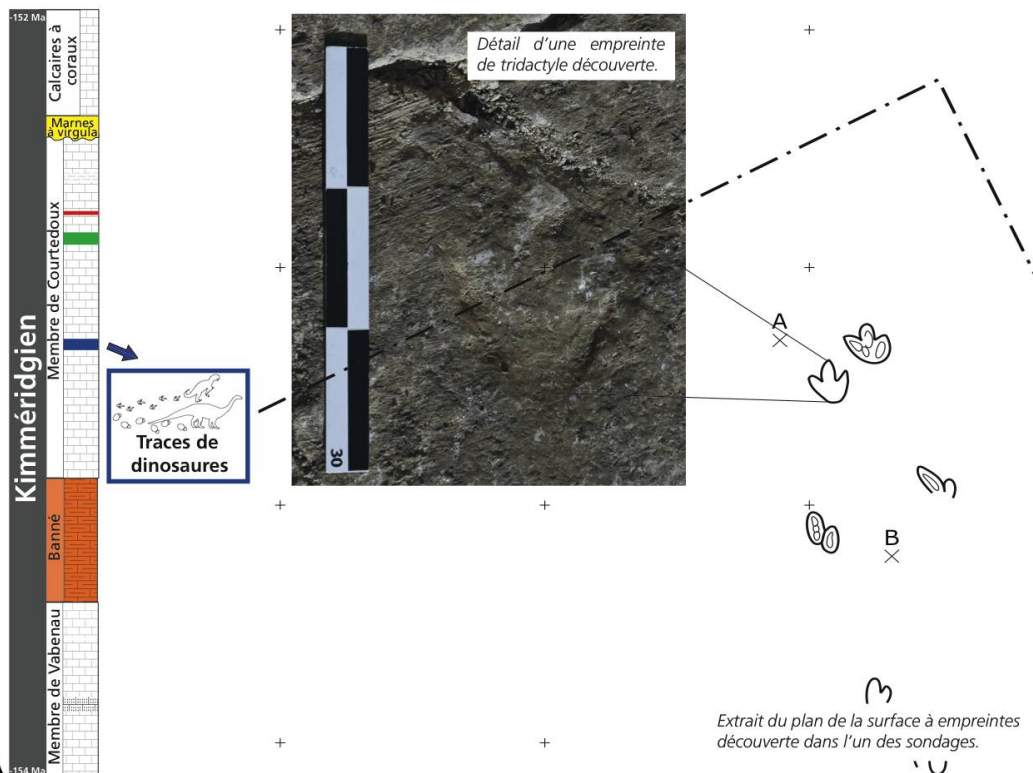 -152 Ma
Kimméridgien
-154 Ma
Calcaires à
coraux
Marnes
à virgula
Membre de Courtedoux
Banné
Membre de Vabenau
Traces de
dinosaures
Détail d'une empreinte
de tridactyle découverte.
30
A
B
Extrait du plan de la surface à empreintes
découverte dans l'un des sondages.